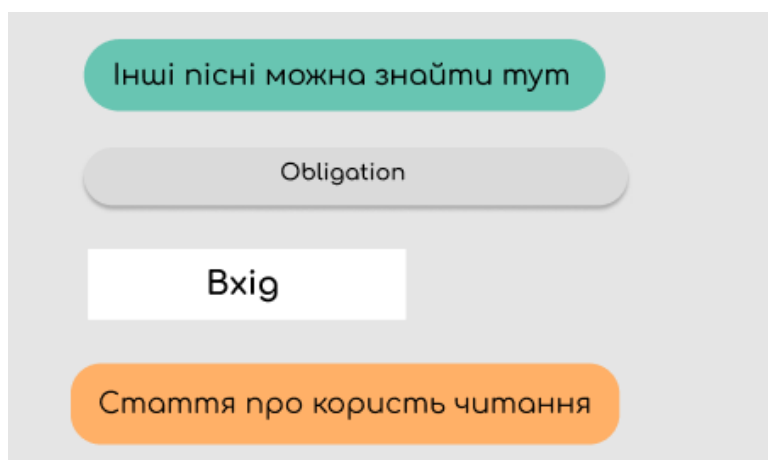 Інші пісні можна знайти тут
Obligation
Вхід
Стаття про користь читання